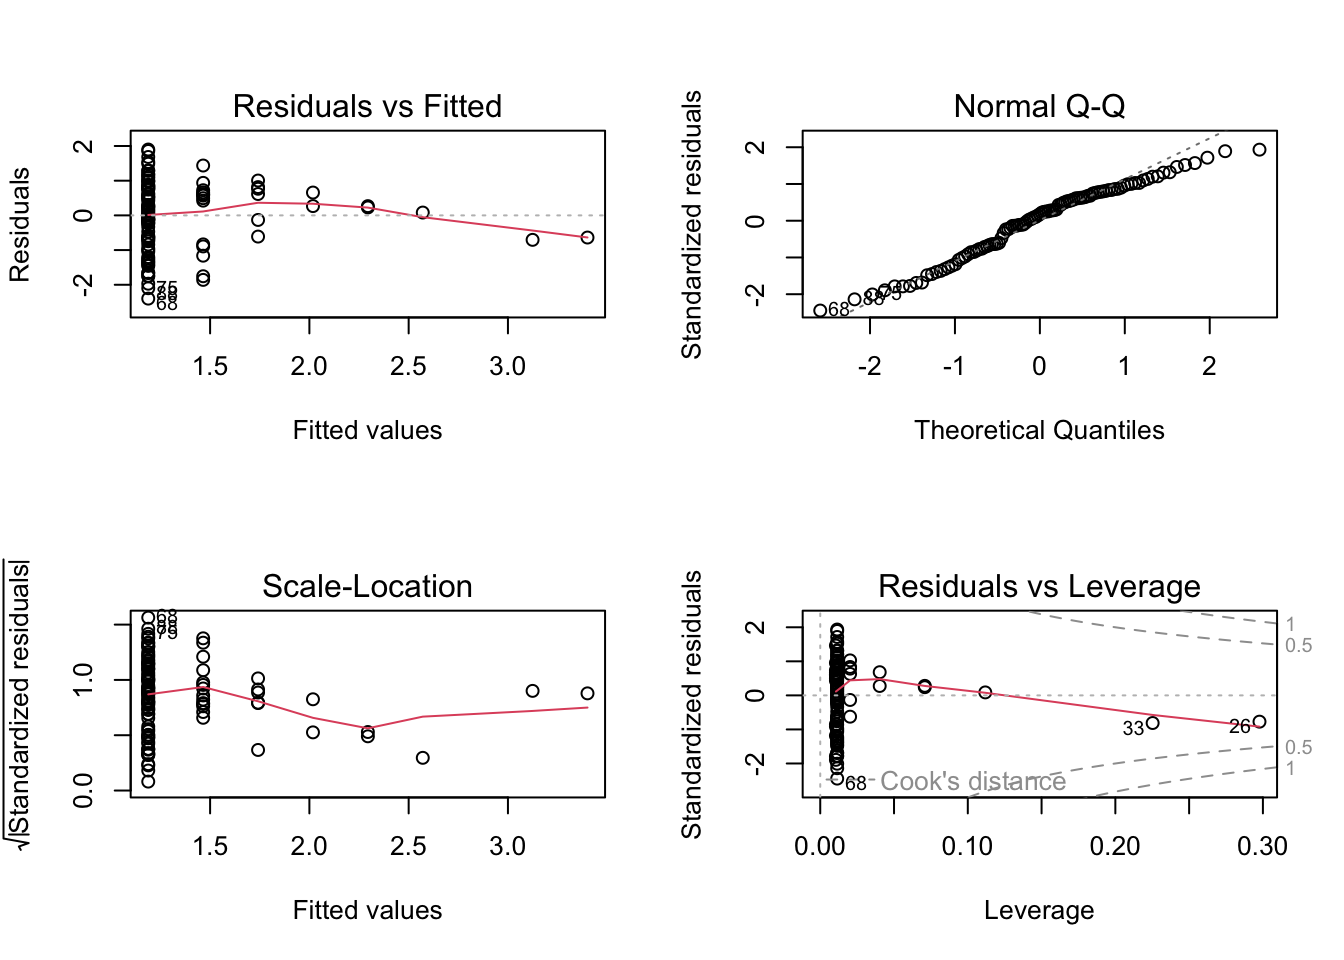 Residuals vs Fitted
Residuals
2
0
-2
75
68
1.5 2.0 2.5 3.0
Fitted values
Normal Q-Q
Standardized residuals
2
0
-2
68
-2 -1 0 1 2
Theoretical Quantiles
Scale-Location
√|Standardized residuals|
1.0
0.0
68
75
1.5 2.0 2.5 3.0
Fitted values
Residuals vs Leverage
Standardized residuals
2
0
-2
1
0.5
33
26
0.5
1
68
Cook's distance
0.00 0.10 0.20 0.30
Leverage